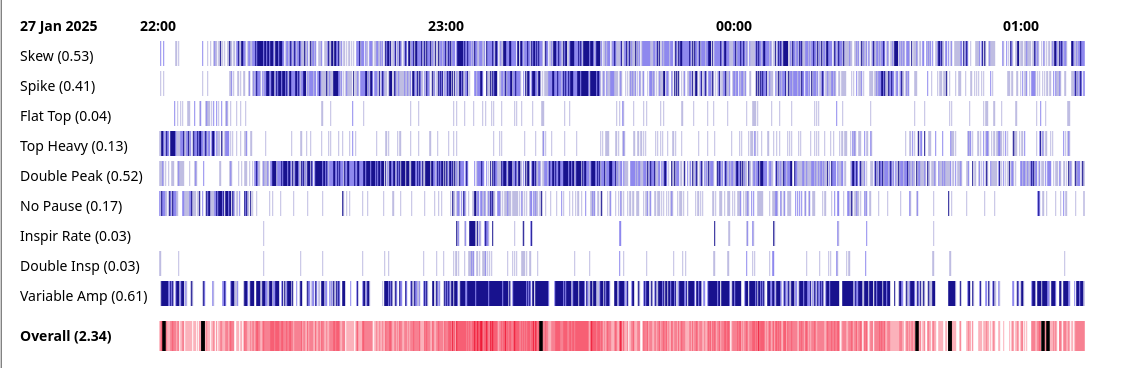 27 Jan 2025 22:00 23:00 00:00 01:00
Skew (0.53)
Spike (0.41)
Flat Top (0.04)
Top Heavy (0.13)
Double Peak (0.52)
No Pause (0.17)
Inspir Rate (0.03)
Double Insp (0.03)
Variable Amp (0.61)
Overall (2.34)